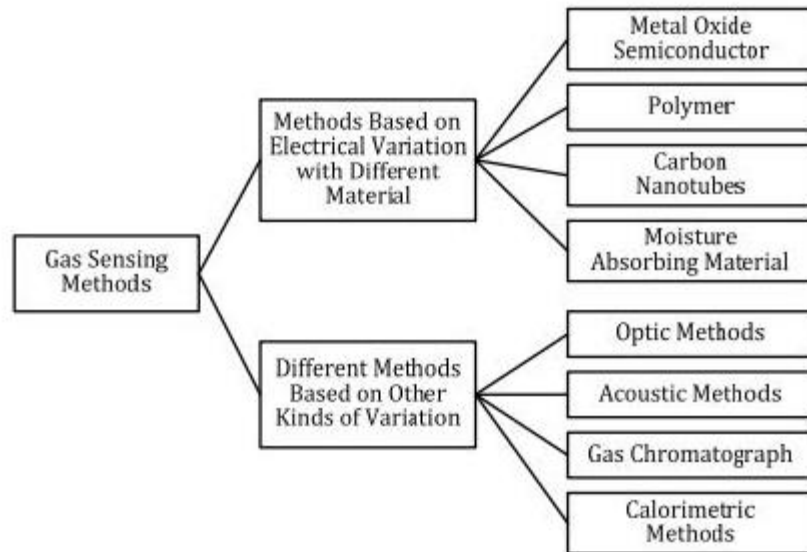 Gas Sensing
Methods
Methods Based on
Electrical Variation
with Different
Material
Metal Oxide
Semiconductor
Polymer
Carbon
Nanotubes
Moisture
Absorbing Material
Different Methods
Based on Other
Kinds of Variation
Optic Methods
Acoustic Methods
Gas Chromatograph
Calorimetric
Methods